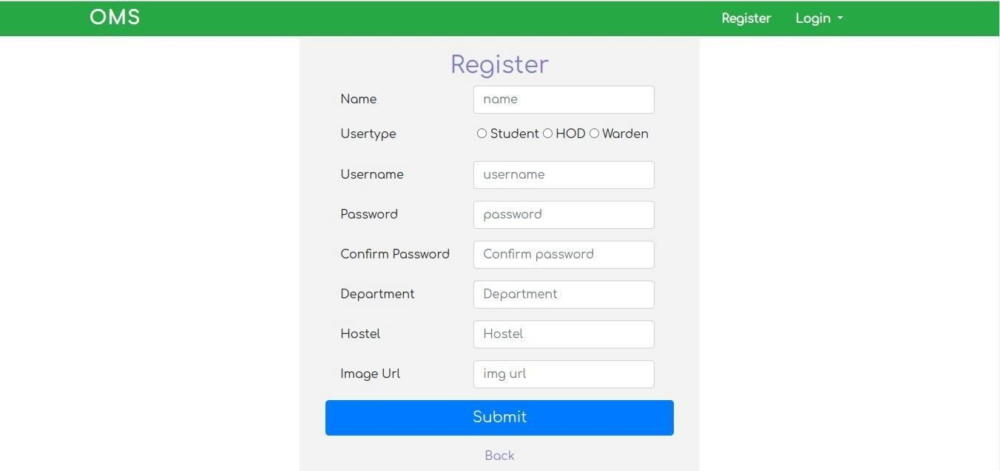 OMS Register Login
Register
Name name
Usertype Student HOD Warden
Username username
Password password
Confirm Password Confirm password
Department Department
Hostel Hostel
Image Url img url
Submit
Back